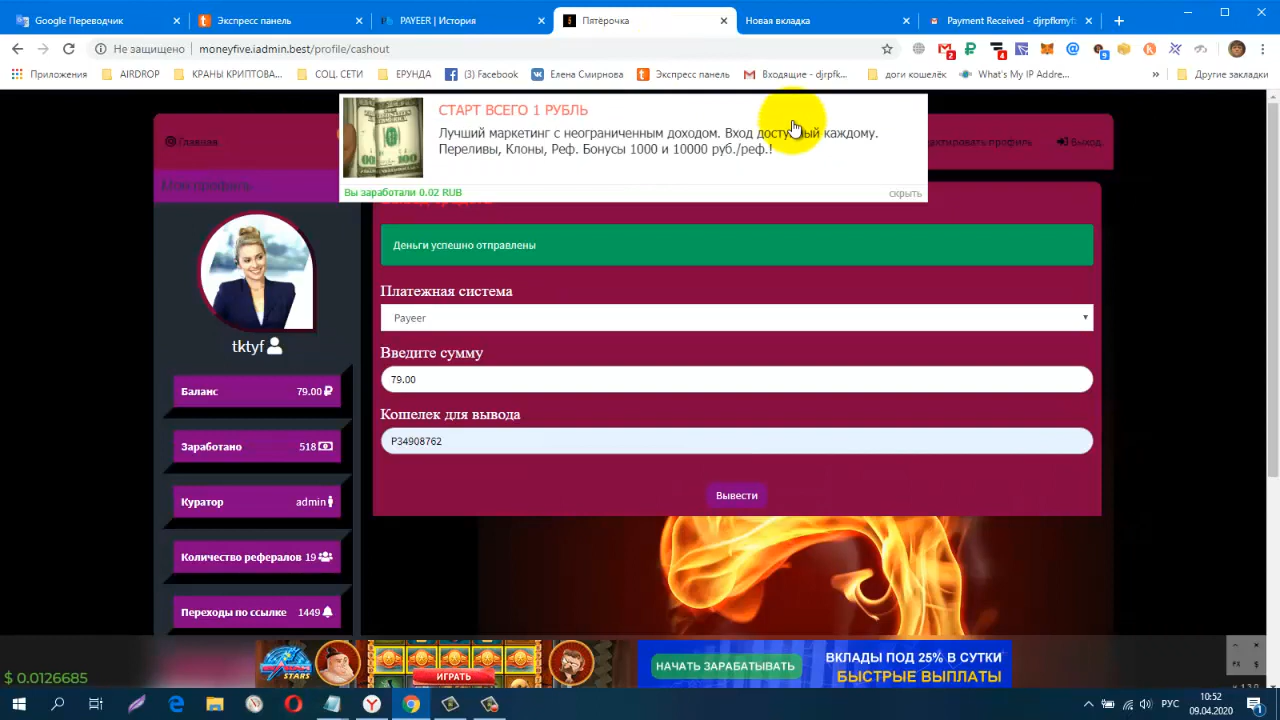 Google Переводчик
Экспресс панель
PAYEER | История
Пятёрочка
Новая вкладка
Payment Received - djrpfkmyf
Не защищено
moneyfive.iadmin.best/profile/cashout
Приложения
AIRDROP
КРАНЫ КРИПТОВА...
СОЦ. СЕТИ
ЕРУНДА
(3) Facebook
Елена Смирнова
Экспресс панель
Входящие - djrpfk...
доги кошелёк
What's My IP Addre...
»
Другие закладки
СТАРТ ВСЕГО 1 РУБЛЬ
Лучший маркетинг с неограниченным доходом. Вход доступный каждому.
Переливы, Клоны, Реф. Бонусы 1000 и 10000 руб./реф.!
Вы заработали 0.02 RUB
скрыть
Главная
Выход
Мой профиль
Деньги успешно отправлены
Платежная система
Payeer
Введите сумму
79.00
Кошелек для вывода
P34908762
Вывести
tktyf
Баланс 79.00
Заработано 518
Куратор admin
Количество рефералов 19
Переходы по ссылке 1449
STARS
ИГРАТЬ
НАЧАТЬ ЗАРАБАТЫВАТЬ
ВКЛАДЫ ПОД 25% В СУТКИ
БЫСТРЫЕ ВЫПЛАТЫ
$ 0.0126685
РУС
10:52
09.04.2020